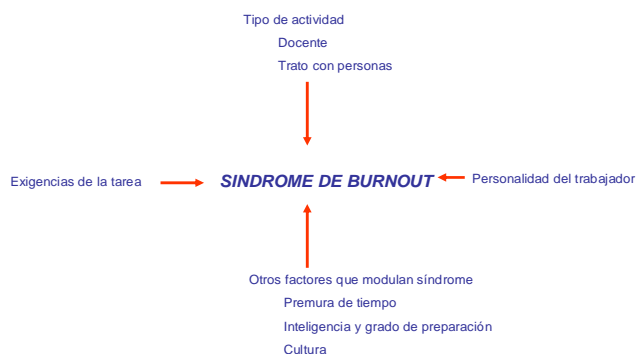 Tipo de actividad
Docente
Trato con personas
Exigencias de la tarea
SINDROME DE BURNOUT
Personalidad del trabajador
Otros factores que modulan síndrome
Premura de tiempo
Inteligencia y grado de preparación
Cultura